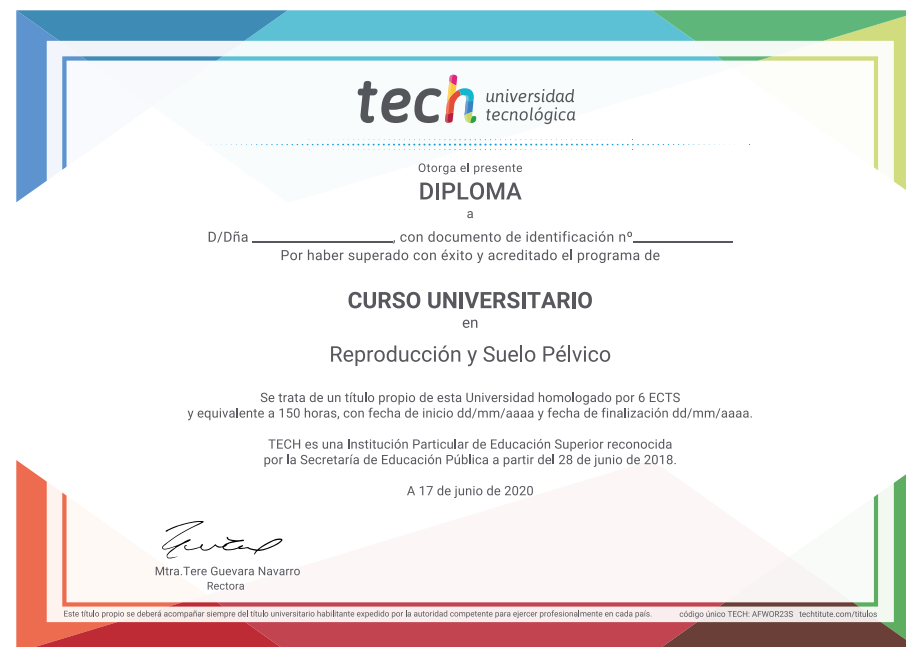 tech universidad
tecnológica
Otorga el presente
DIPLOMA
a
D/Dña ____________________, con documento de identificación nº______________
Por haber superado con éxito y acreditado el programa de
CURSO UNIVERSITARIO
en
Reproducción y Suelo Pélvico
Se trata de un título propio de esta Universidad homologado por 6 ECTS
y equivalente a 150 horas, con fecha de inicio dd/mm/aaaa y fecha de finalización dd/mm/aaaa.
TECH es una Institución Particular de Educación Superior reconocida
por la Secretaría de Educación Pública a partir del 28 de junio de 2018.
A 17 de junio de 2020
Mtra.Tere Guevara Navarro
Rectora
Este título propio se deberá acompañar siempre del título universitario habilitante expedido por la autoridad competente para ejercer profesionalmente en cada país. código único TECH: AFWOR23S techtitute.com/títulos